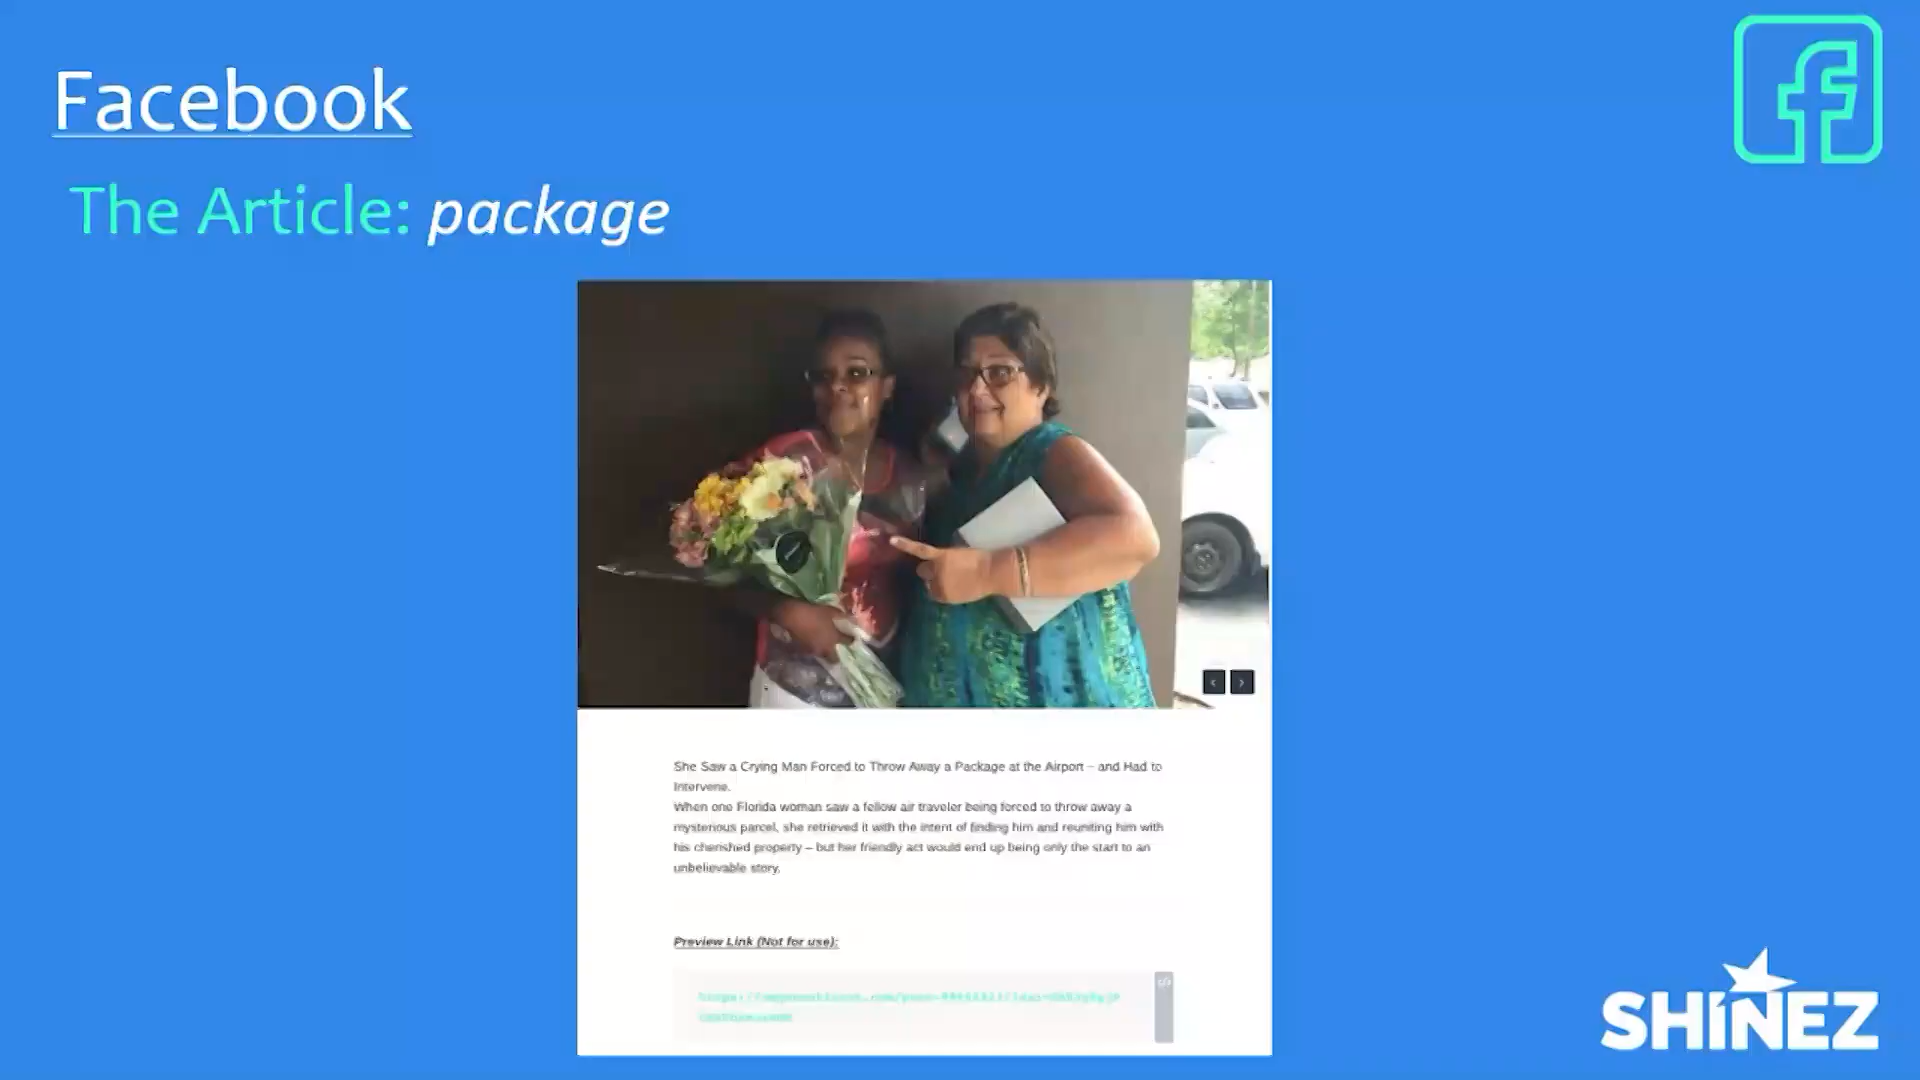 Facebook
The Article: package
She Saw a Crying Man Forced to Throw Away a Package at the Airport – and Had to
Intervene.
When one Florida woman saw a fellow air traveler being forced to throw away a
mysterious parcel, she retrieved it with the intent of finding him and reuniting him with
his cherished property – but her friendly act would end up being only the start to an
unbelievable story.
Preview Link (Not for use):
SHINEZ